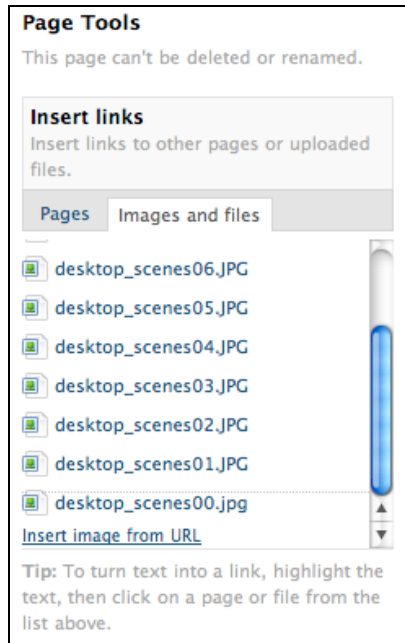 Page Tools
This page can't be deleted or renamed.
Insert links
Insert links to other pages or uploaded
files.
Pages Images and files
desktop_scenes06.JPG
desktop_scenes05.JPG
desktop_scenes04.JPG
desktop_scenes03.JPG
desktop_scenes02.JPG
desktop_scenes01.JPG
desktop_scenes00.jpg
Insert image from URL
Tip: To turn text into a link, highlight the
text, then click on a page or file from the
list above.